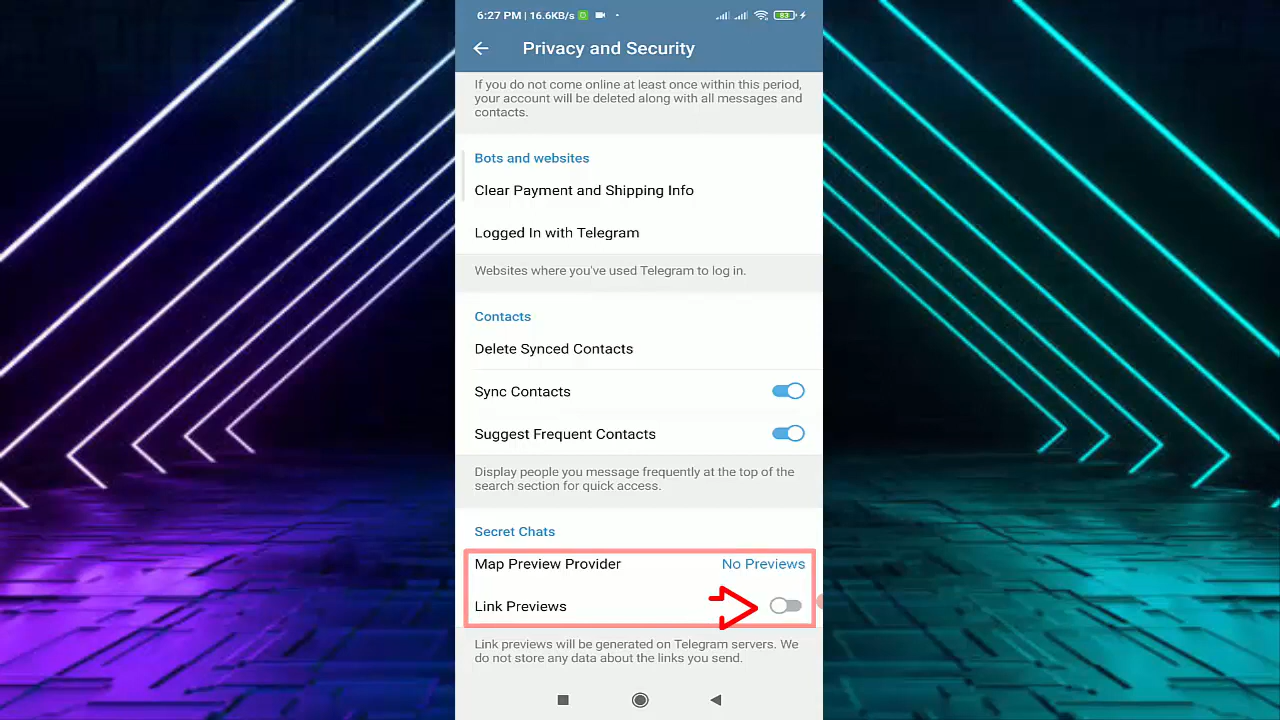 6:27 PM | 16.6KB/s
83
Privacy and Security
If you do not come online at least once within this period,
your account will be deleted along with all messages and
contacts.
Bots and websites
Clear Payment and Shipping Info
Logged In with Telegram
Websites where you've used Telegram to log in.
Contacts
Delete Synced Contacts
Sync Contacts
Suggest Frequent Contacts
Display people you message frequently at the top of the
search section for quick access.
Secret Chats
Map Preview Provider No Previews
Link Previews
Link previews will be generated on Telegram servers. We
do not store any data about the links you send.